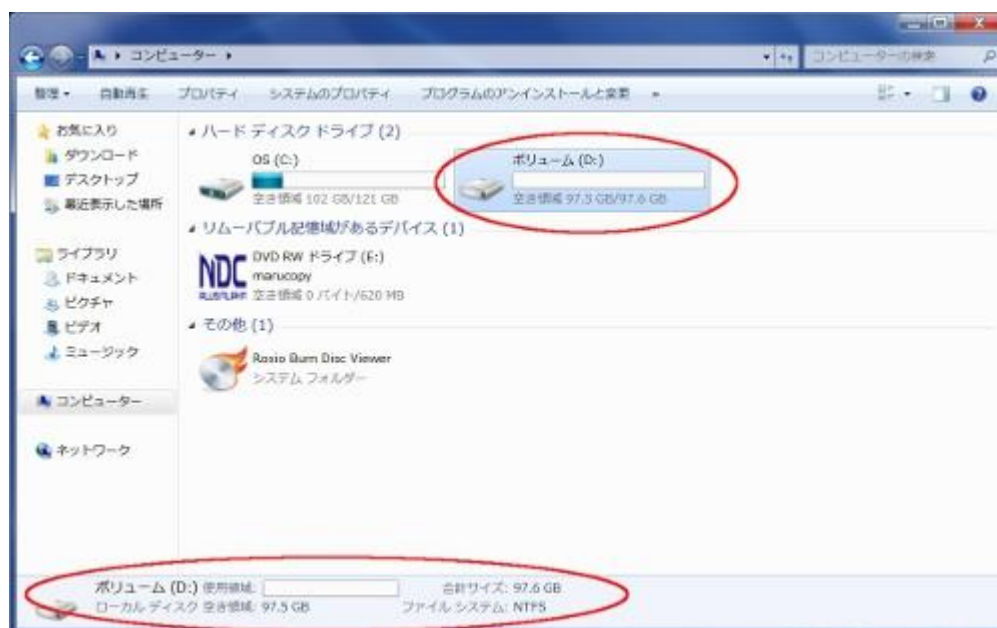 コンピューター
コンピューターの検索
管理
自動再生
プロパティ
システムのプロパティ
プログラムのアンインストールと変更
お気に入り
ダウンロード
デスクトップ
最近表示した場所
ライブラリ
ドキュメント
ピクチャ
ビデオ
ミュージック
コンピューター
ネットワーク
ハード ディスク ドライブ (2)
OS (C:)
空き領域 102 GB/121 GB
ボリューム (D:)
空き領域 97.5 GB/97.6 GB
リムーバブル記憶域があるデバイス (1)
NDC
DVD RW ドライブ (E:)
marucopy
空き領域 0 バイト/620 MB
その他 (1)
Roxio Burn Disc Viewer
システム フォルダー
ボリューム (D:) 使用領域:
合計サイズ: 97.6 GB
ローカル ディスク 空き領域: 97.5 GB
ファイル システム: NTFS